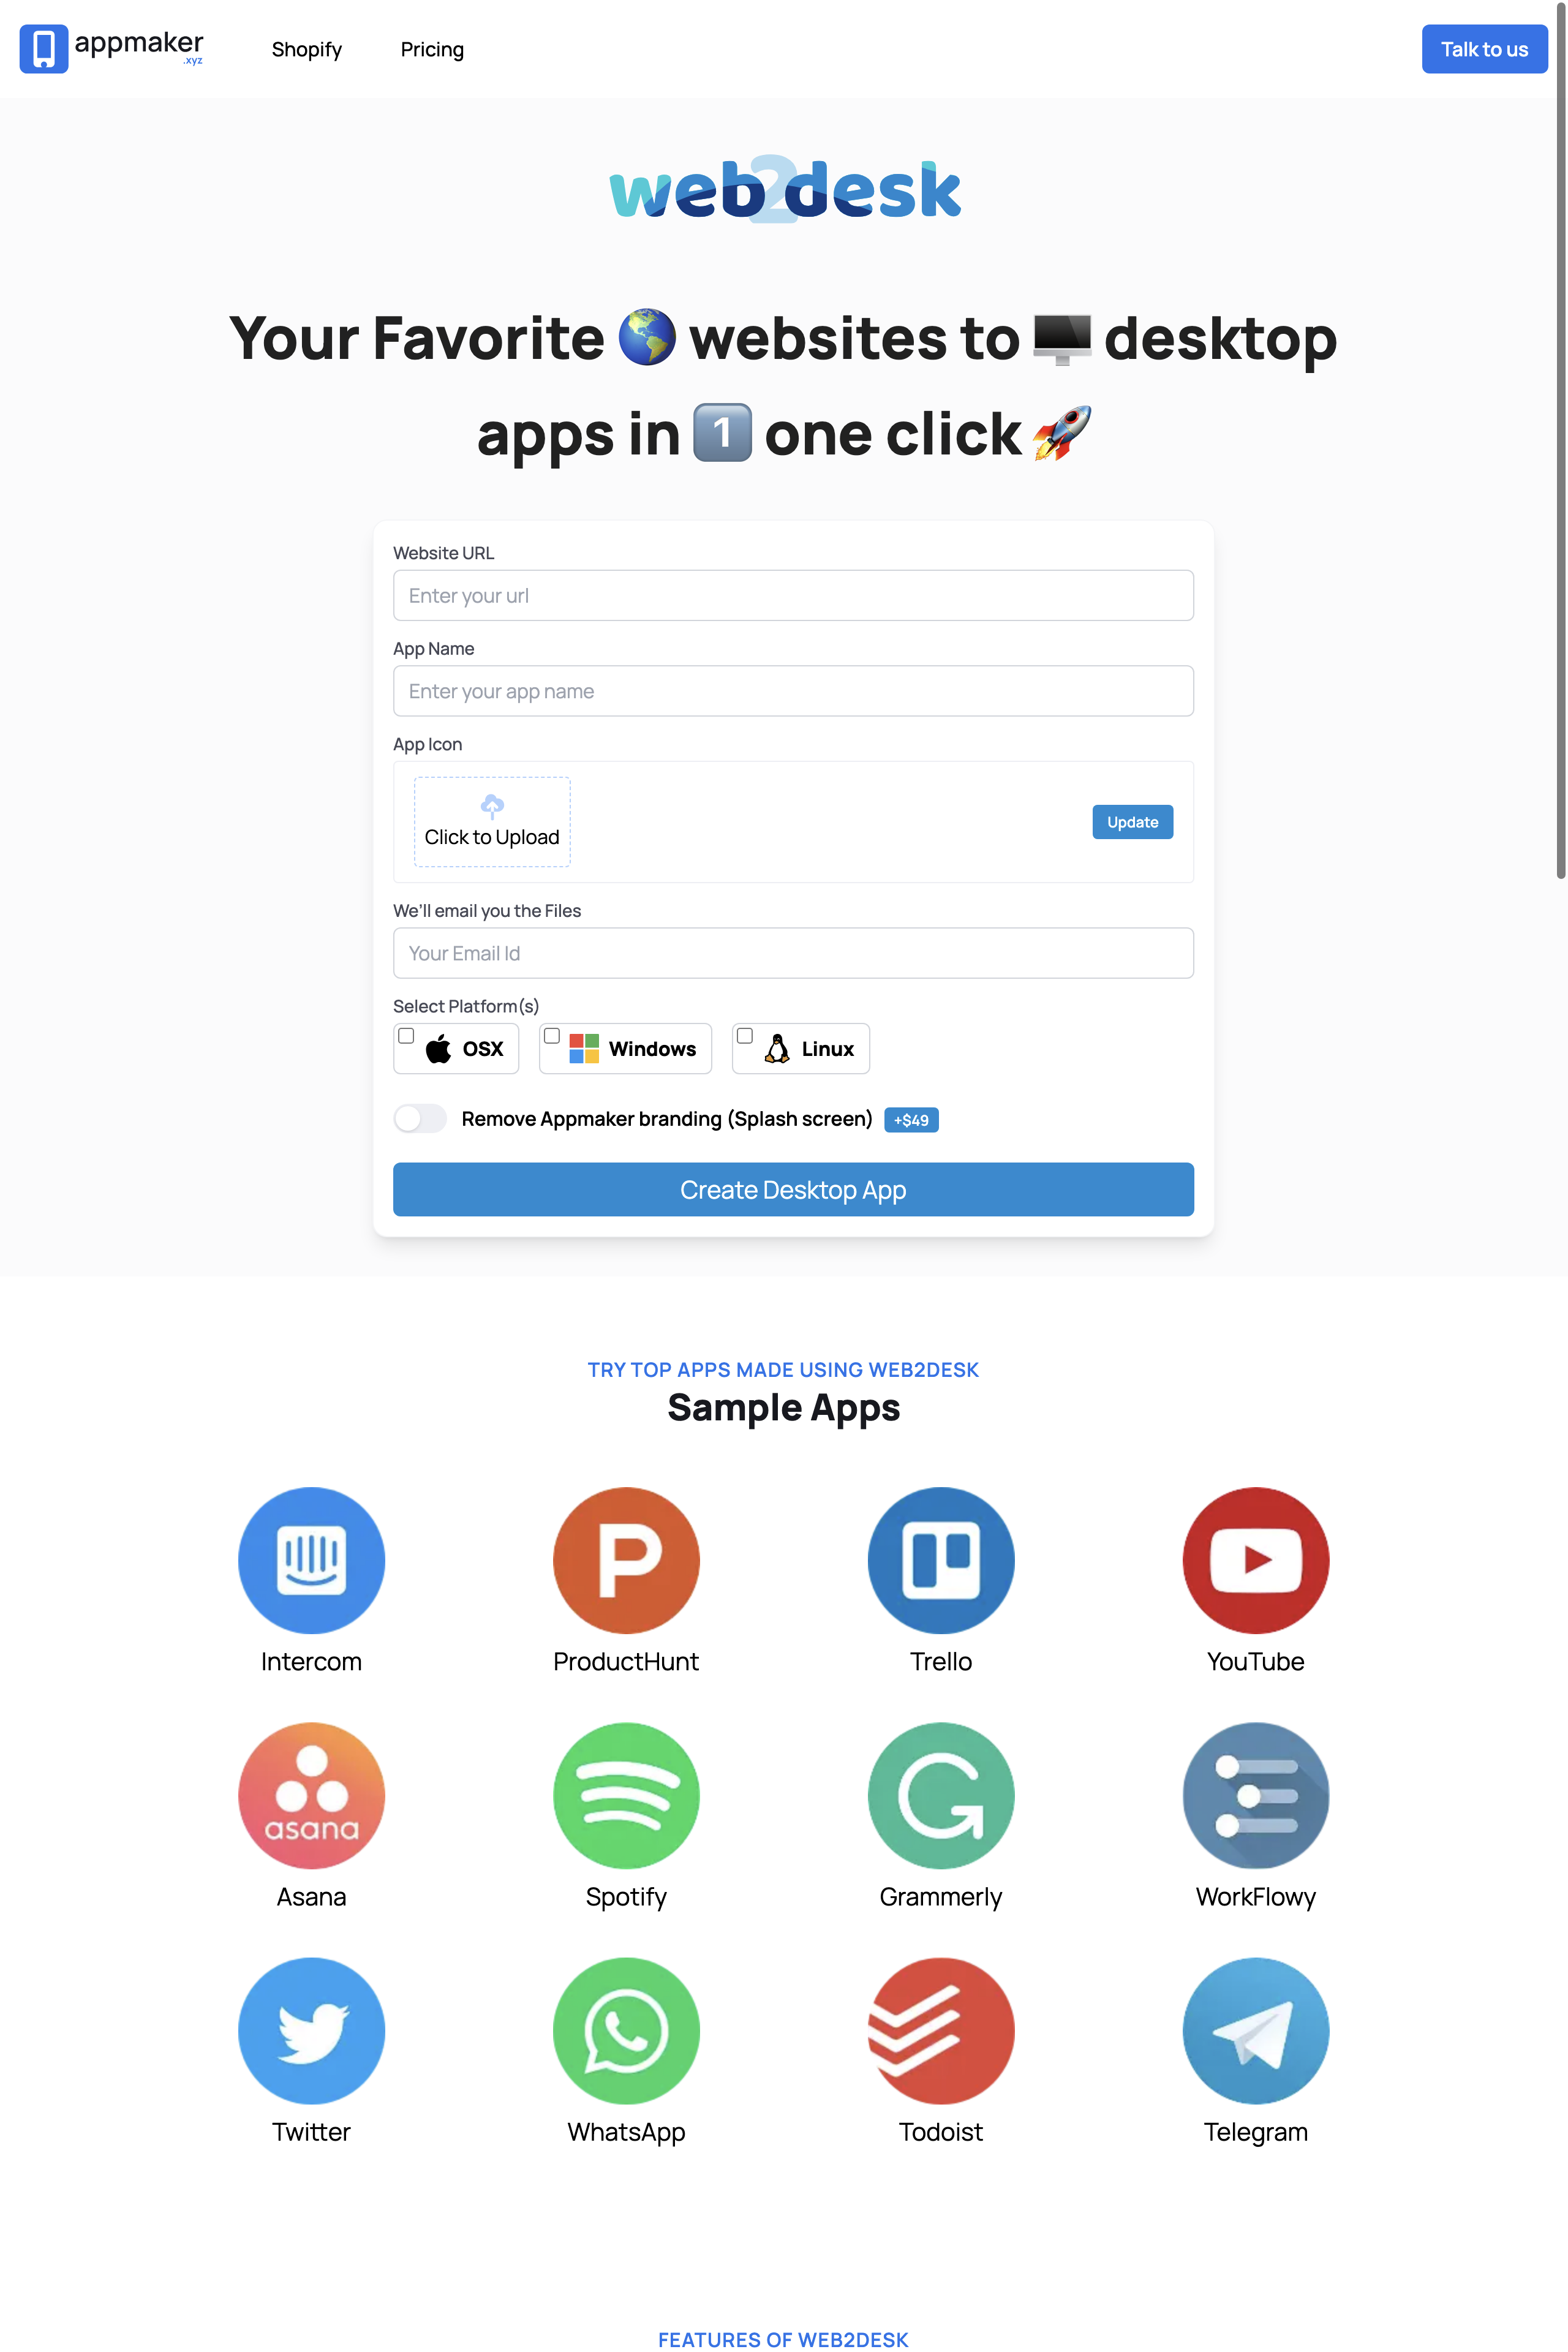 appmaker
.xyz
Shopify
Pricing
Talk to us
web2desk
Your Favorite 🌎 websites to 🖥️ desktop
apps in 1️⃣ one click 🚀
Website URL
Enter your url
App Name
Enter your app name
App Icon
Click to Upload
Update
We'll email you the Files
Your Email Id
Select Platform(s)
OSX
Windows
Linux
Remove Appmaker branding (Splash screen) +$49
Create Desktop App
TRY TOP APPS MADE USING WEB2DESK
Sample Apps
Intercom
ProductHunt
Trello
YouTube
asana
Asana
Spotify
Grammerly
WorkFlowy
Twitter
WhatsApp
Todoist
Telegram
FEATURES OF WEB2DESK